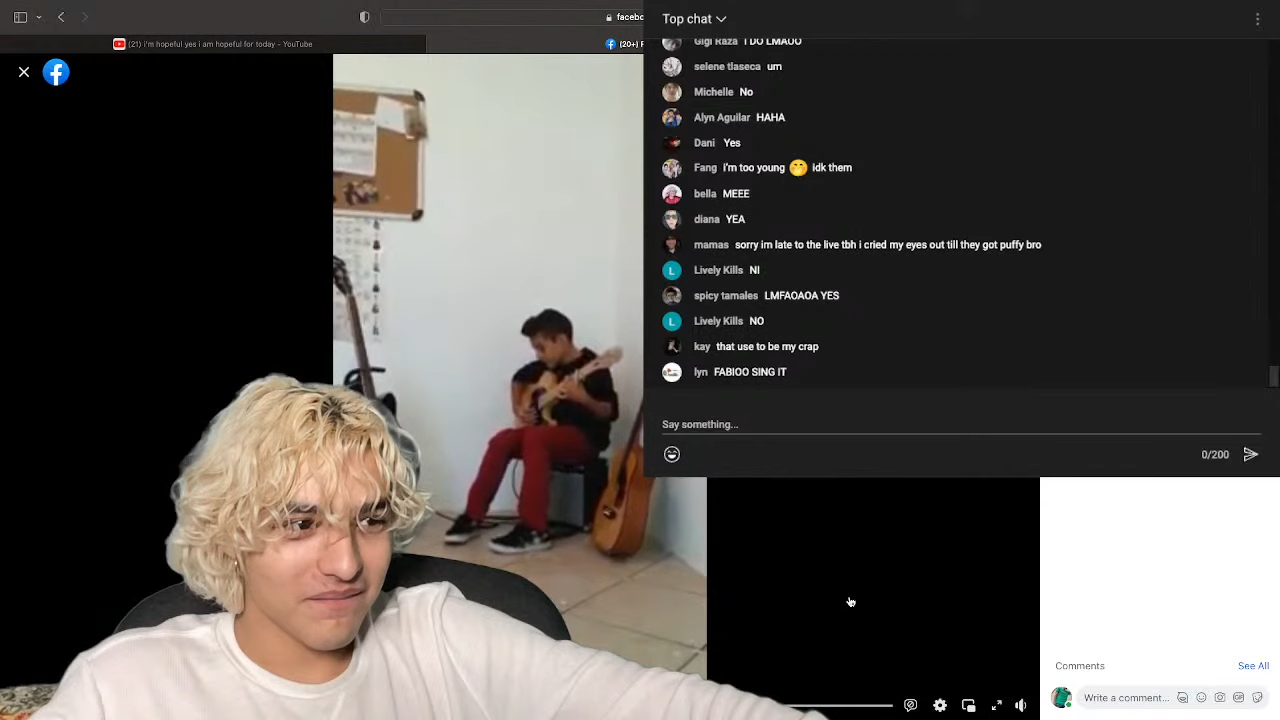 facebo
Top chat
(21) i'm hopeful yes i am hopeful for today - YouTube
(20+) F
Gigi Raza I DO LMAOO
selene tlaseca um
Michelle No
Alyn Aguilar HAHA
Dani Yes
Fang i'm too young 🤭 idk them
bella MEEE
diana YEA
mamas sorry im late to the live tbh i cried my eyes out till they got puffy bro
L Lively Kills NI
spicy tamales LMFAOAOA YES
L Lively Kills NO
kay that use to be my crap
lyn FABIOO SING IT
Say something...
0/200
Comments See All
Write a comment...